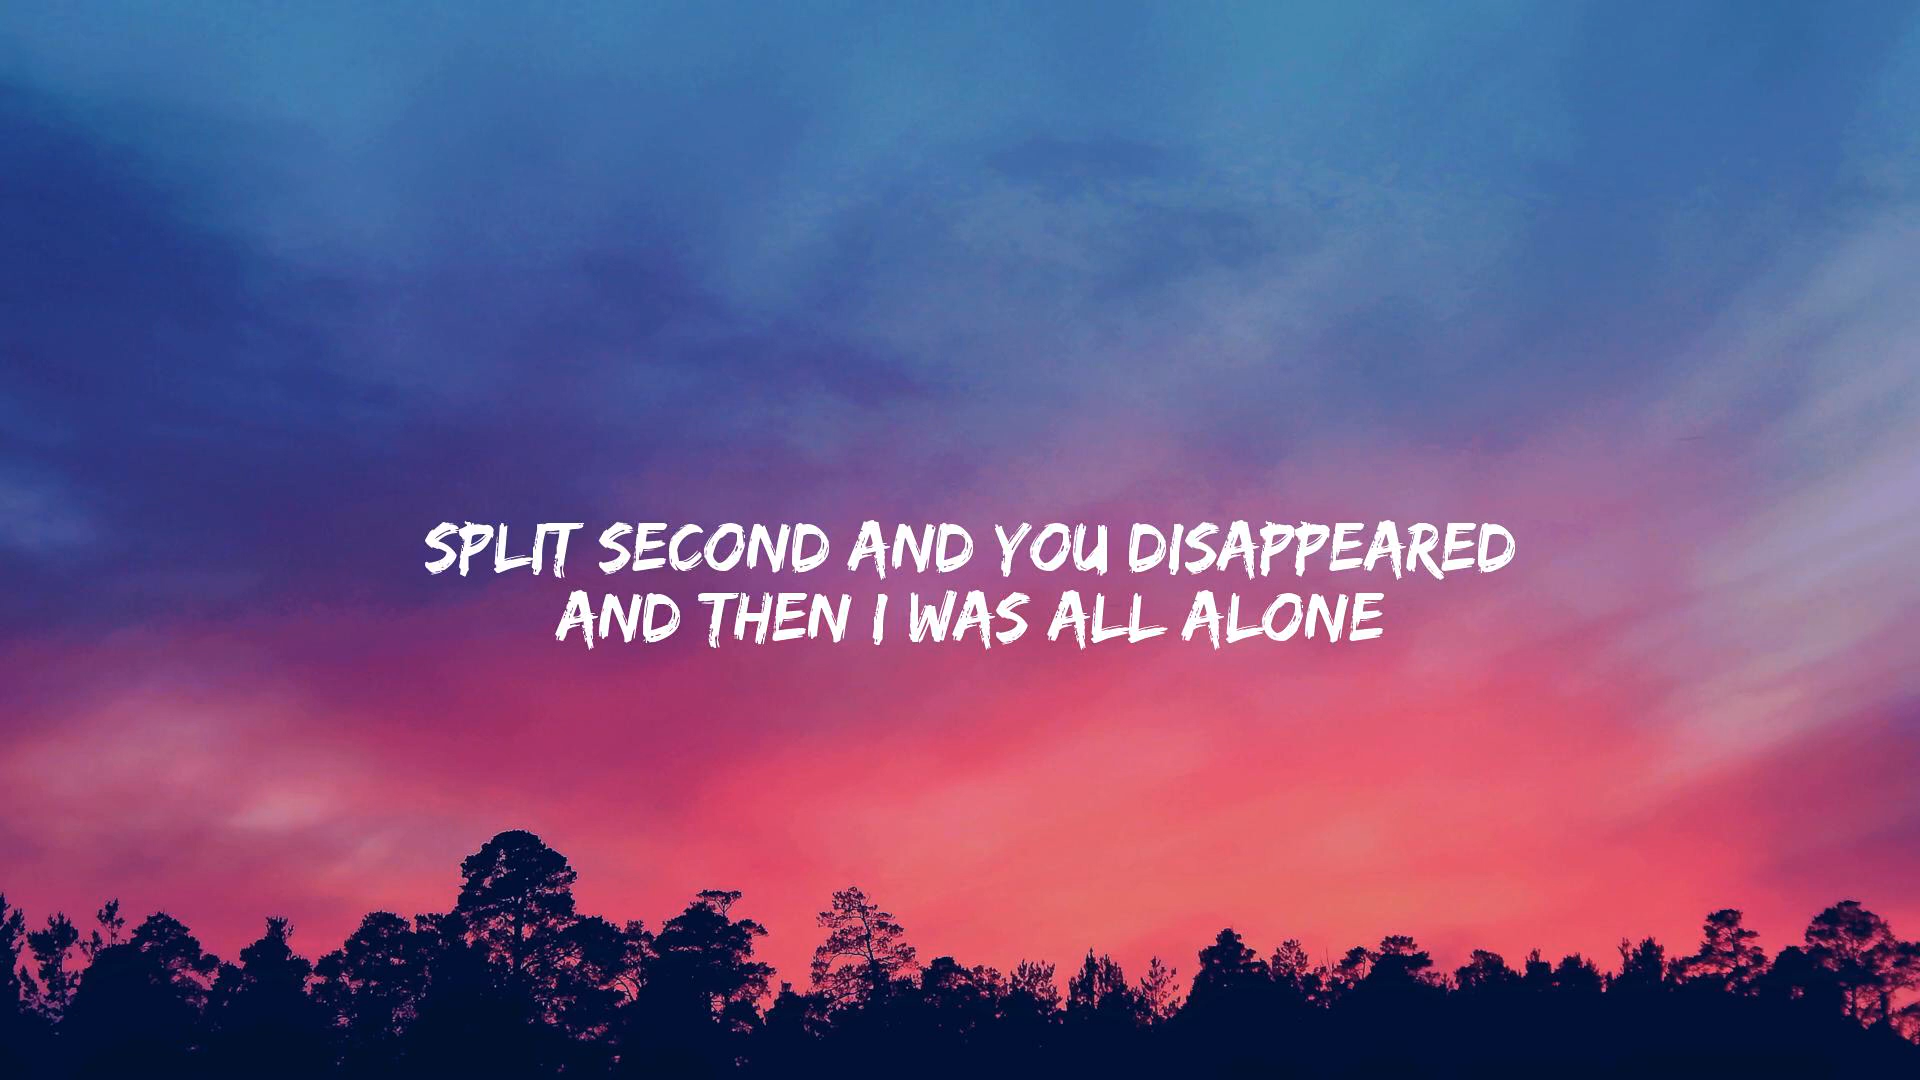 SPLIT SECOND AND YOU DISAPPEARED
AND THEN I WAS ALL ALONE